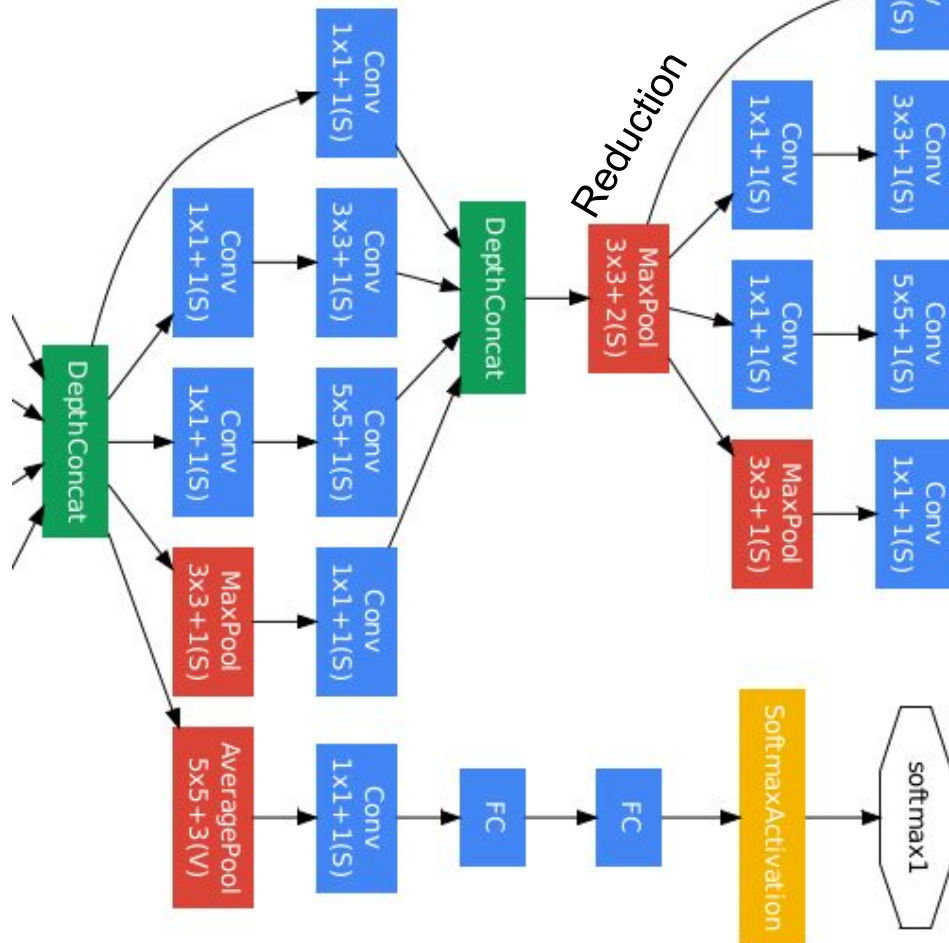 Conv
1x1+1(S)
Reduction
(S)
Conv
1x1+1(S)
Conv
3x3+1(S)
Conv
1x1+1(S)
Conv
3x3+1(S)
DepthConcat
MaxPool
3x3+2(S)
Conv
1x1+1(S)
Conv
5x5+1(S)
DepthConcat
Conv
1x1+1(S)
Conv
5x5+1(S)
MaxPool
3x3+1(S)
Conv
1x1+1(S)
MaxPool
3x3+1(S)
Conv
1x1+1(S)
AveragePool
5x5+3(V)
Conv
1x1+1(S)
FC
FC
SoftmaxActivation
softmax1